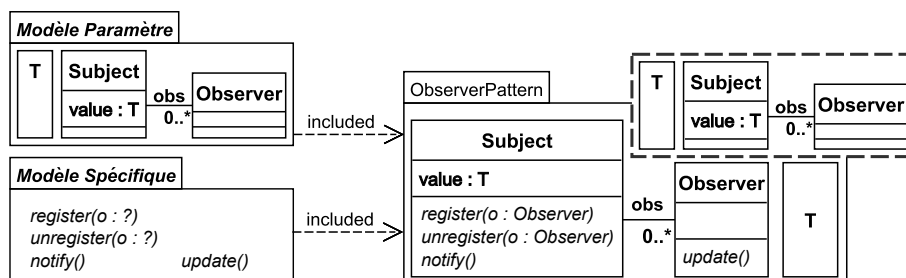 Modèle Paramètre
T
Subject
value : T
obs
0..*
Observer
included
Modèle Spécifique
register(o : ?)
unregister(o : ?)
notify()
update()
included
ObserverPattern
T
Subject
value : T
obs
0..*
Observer
Subject
value : T
register(o : Observer)
unregister(o : Observer)
notify()
obs
0..*
Observer
update()
T